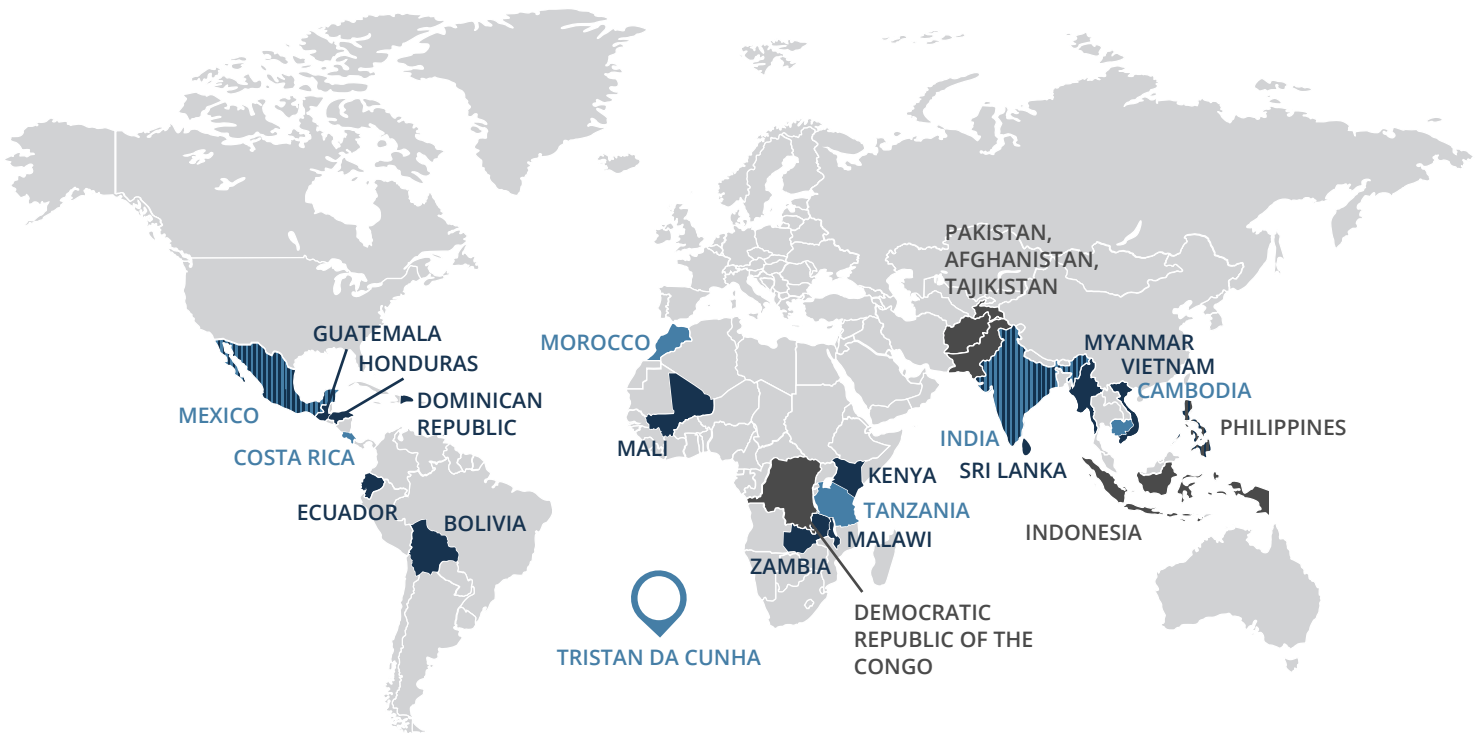 PAKISTAN,
AFGHANISTAN,
TAJIKISTAN
GUATEMALA
HONDURAS
MOROCCO
MYANMAR
VIETNAM
CAMBODIA
DOMINICAN
REPUBLIC
MEXICO
PHILIPPINES
COSTA RICA
MALI
INDIA
SRI LANKA
KENYA
ECUADOR
BOLIVIA
TANZANIA
INDONESIA
MALAWI
ZAMBIA
DEMOCRATIC
REPUBLIC OF THE
CONGO
TRISTAN DA CUNHA